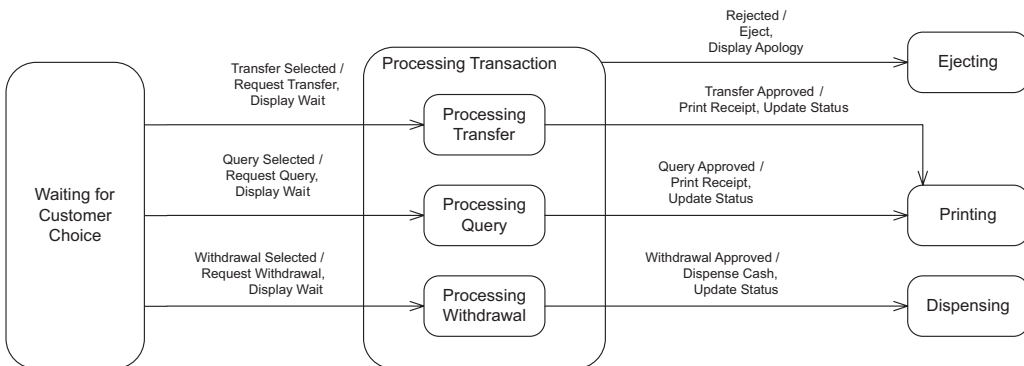 Rejected /
Eject,
Display Apology
Ejecting
Processing Transaction
Transfer Selected /
Request Transfer,
Display Wait
Processing
Transfer
Transfer Approved /
Print Receipt, Update Status
Waiting for
Customer
Choice
Query Selected /
Request Query,
Display Wait
Processing
Query
Query Approved /
Print Receipt,
Update Status
Printing
Withdrawal Selected /
Request Withdrawal,
Display Wait
Processing
Withdrawal
Withdrawal Approved /
Dispense Cash,
Update Status
Dispensing